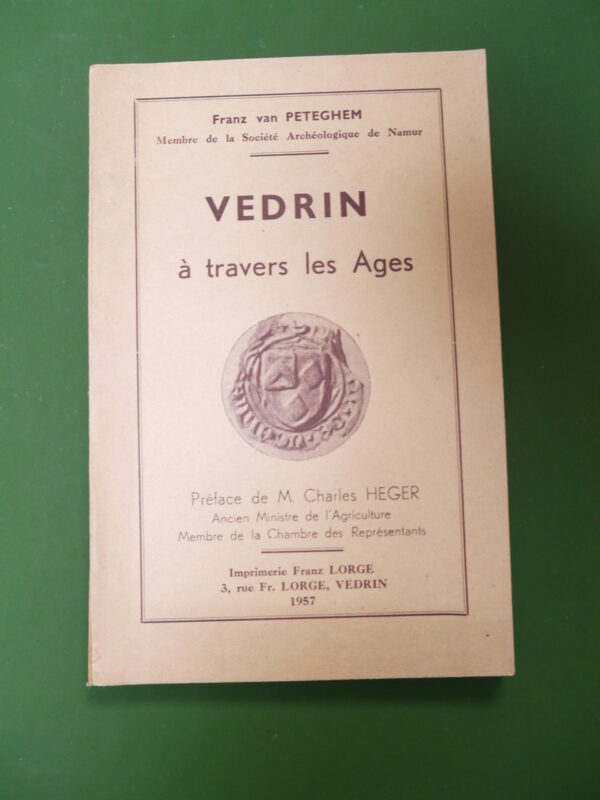 Franz van PETEGHEM
Membre de la Société Archéologique de Namur
VEDRIN
à travers les Ages
Préface de M. Charles HEGER
Ancien Ministre de l'Agriculture
Membre de la Chambre des Représentants
Imprimerie Franz LORGE
3, rue Fr. LORGE, VEDRIN
1957